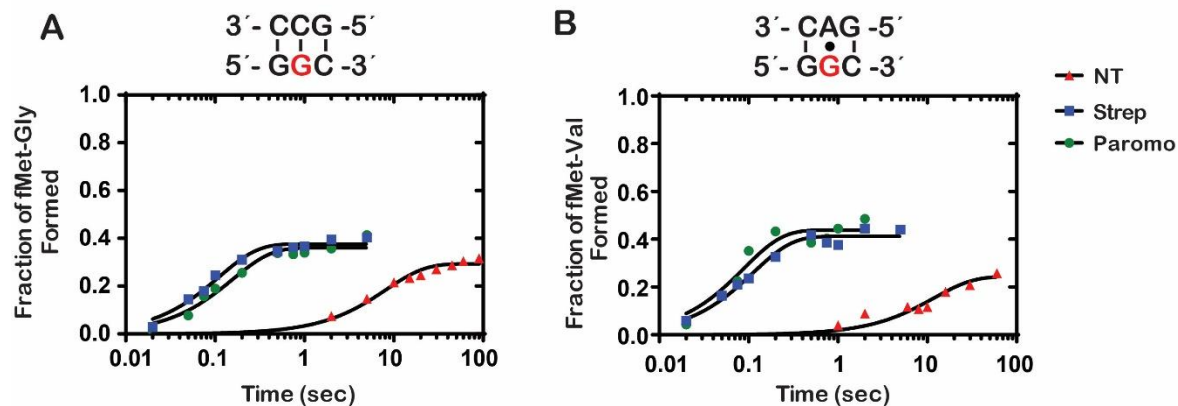 A
3´- CCG -5´
5´- GGC -3´
Fraction of fMet-Gly
Formed
1.0
0.8
0.6
0.4
0.2
0.0
0.01
0.1
1
10
100
Time (sec)
B
3´- CAG -5´
•
5´- GGC -3´
Fraction of fMet-Val
Formed
1.0
0.8
0.6
0.4
0.2
0.0
0.01
0.1
1
10
100
Time (sec)
NT
Strep
Paromo